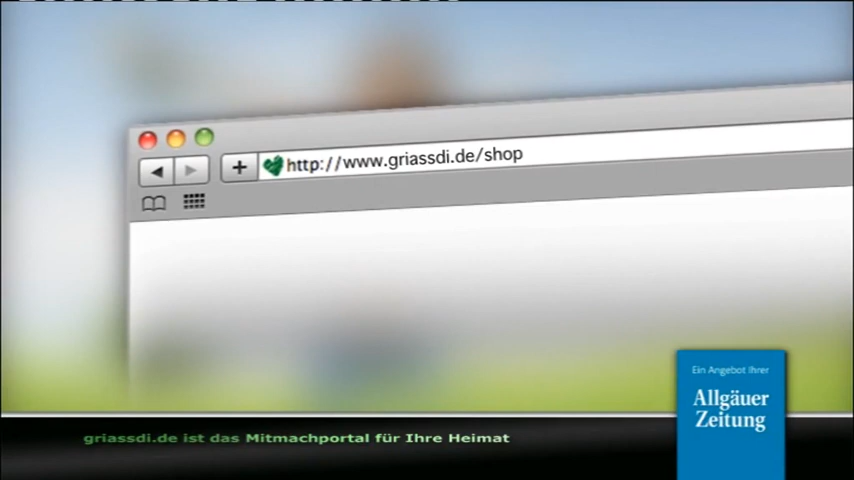 http://www.griassdi.de/shop
Ein Angebot Ihrer
Allgäuer
Zeitung
griassdi.de ist das Mitmachportal für Ihre Heimat